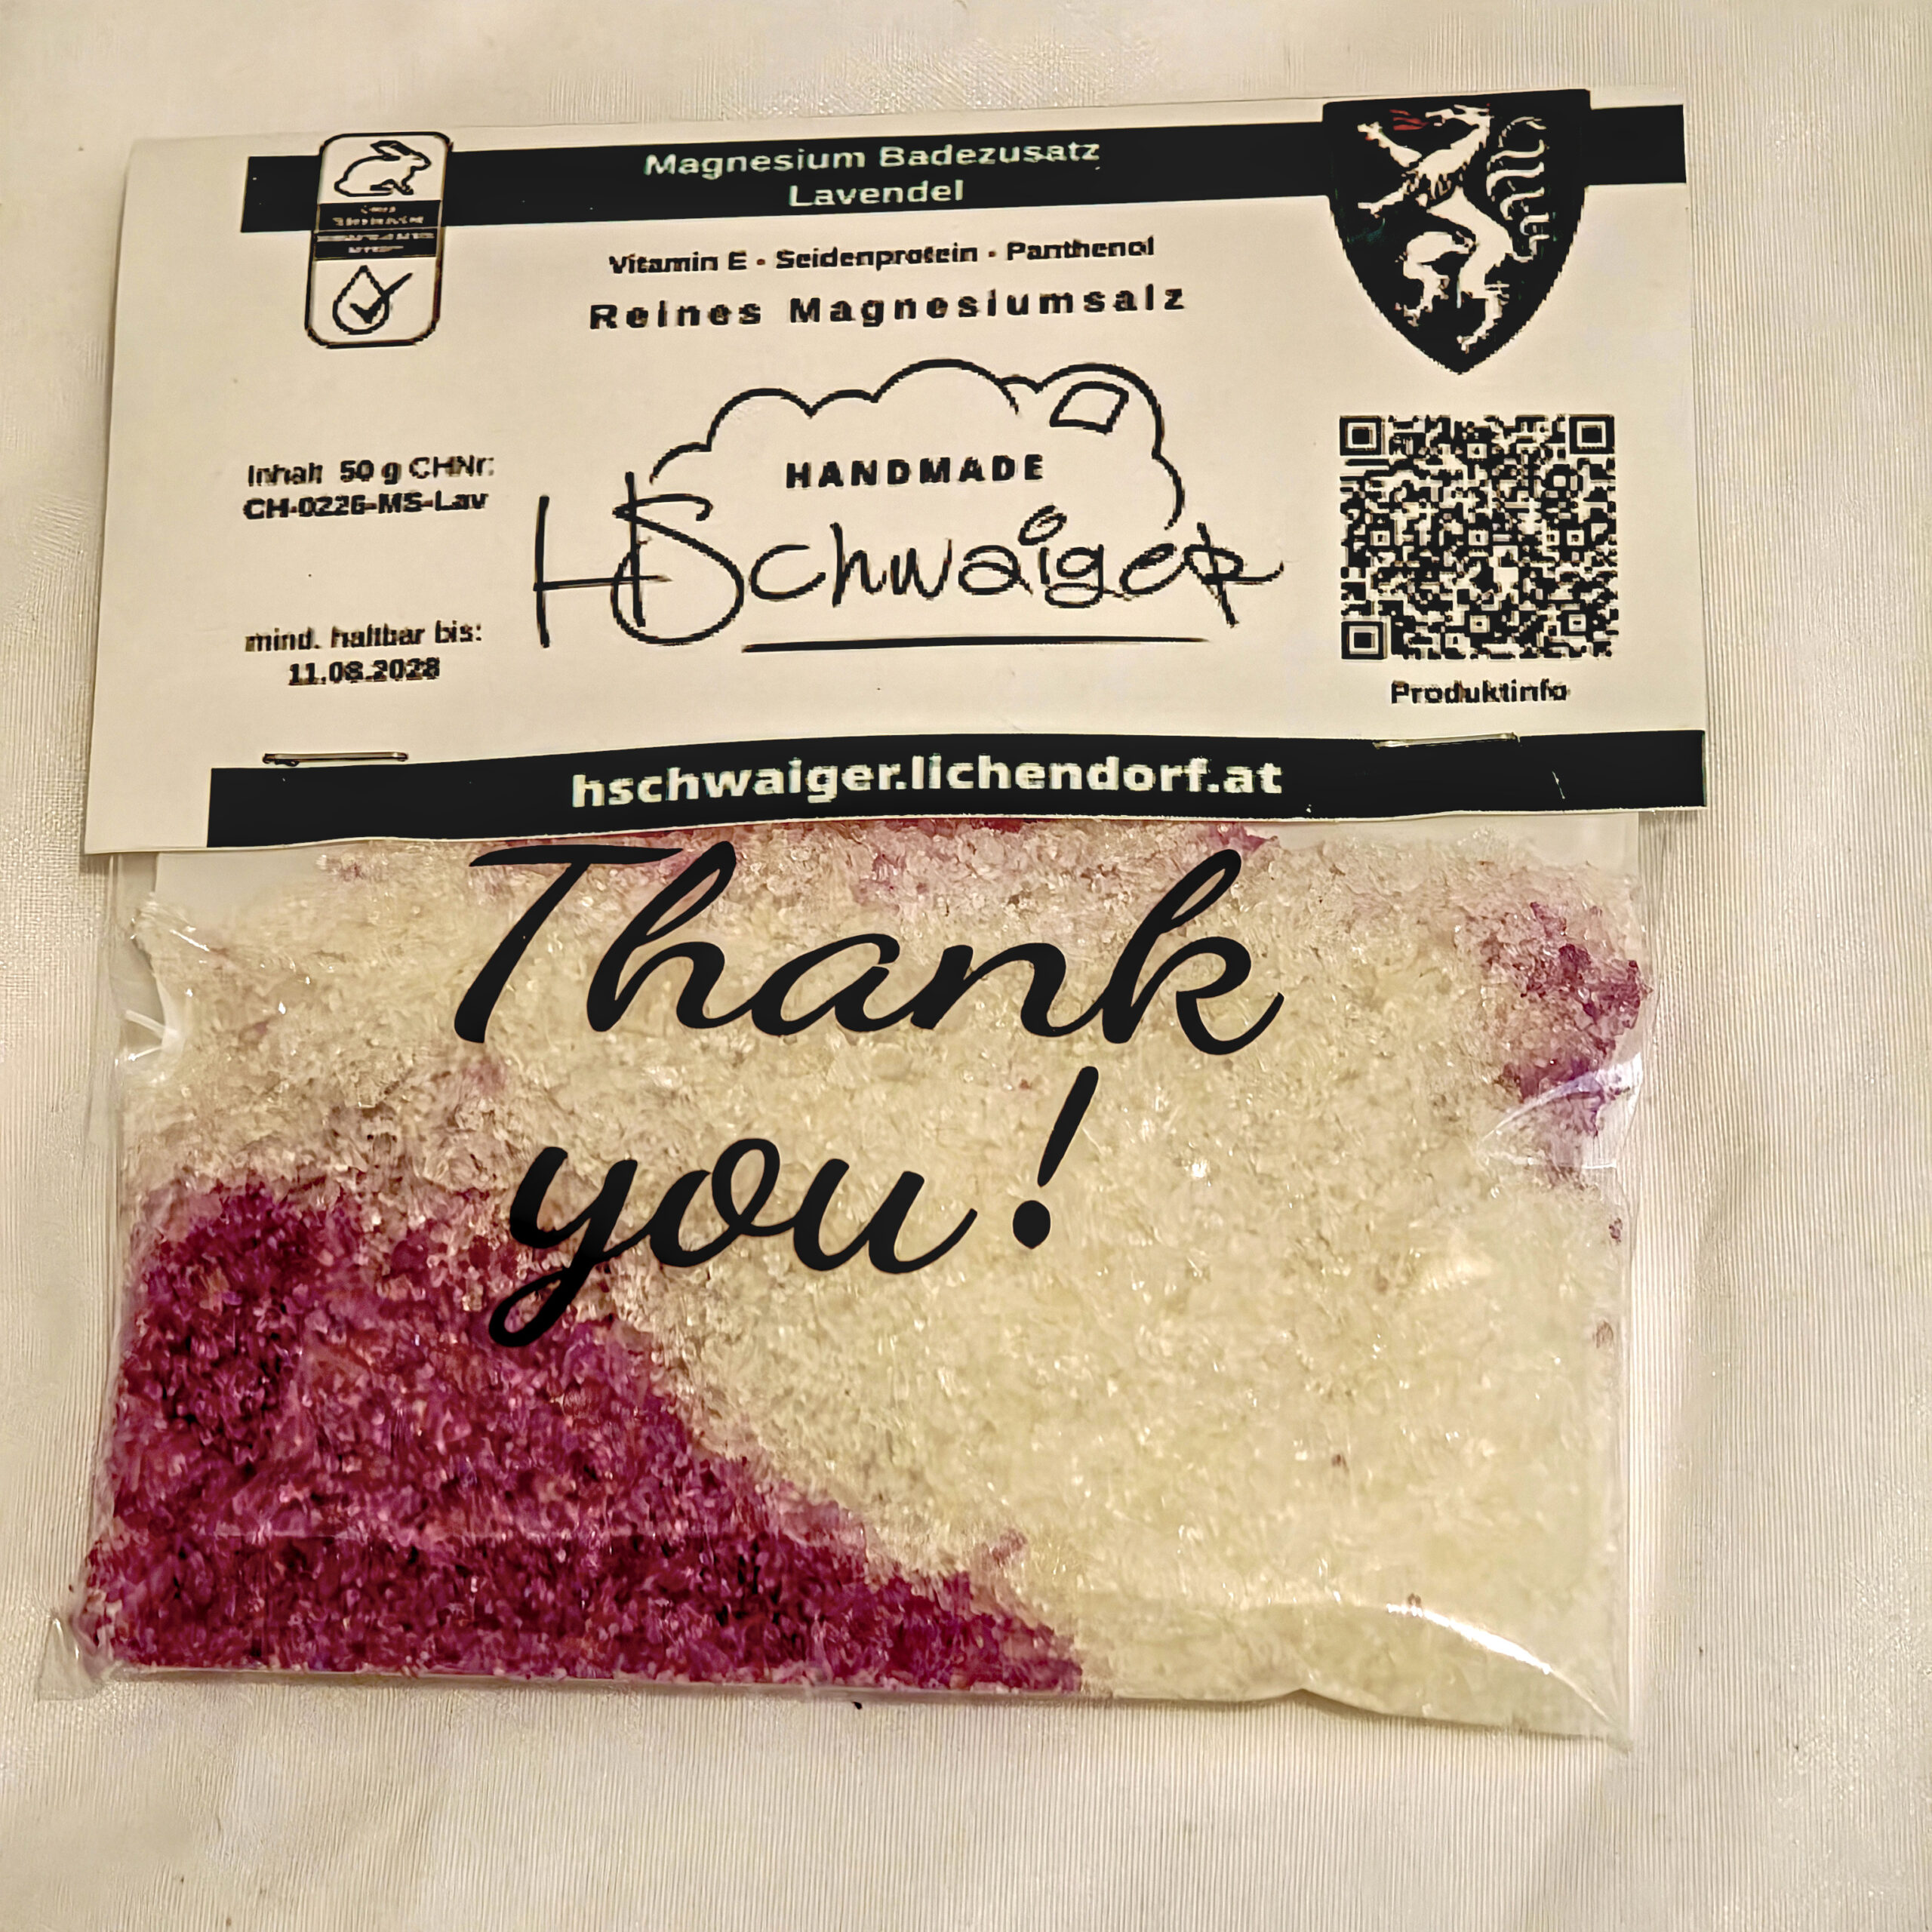 Magnesium Badezusatz
Lavendel
Vitamin E • Seidenprotein • Panthenol
Reines Magnesiumsalz
HANDMADE
HSchwaiger
Inhalt 50 g CHNr:
CH-0226-MS-Lav
mind. haltbar bis:
11.08.2028
Produktinfo
hschwaiger.lichendorf.at
Thank
you!